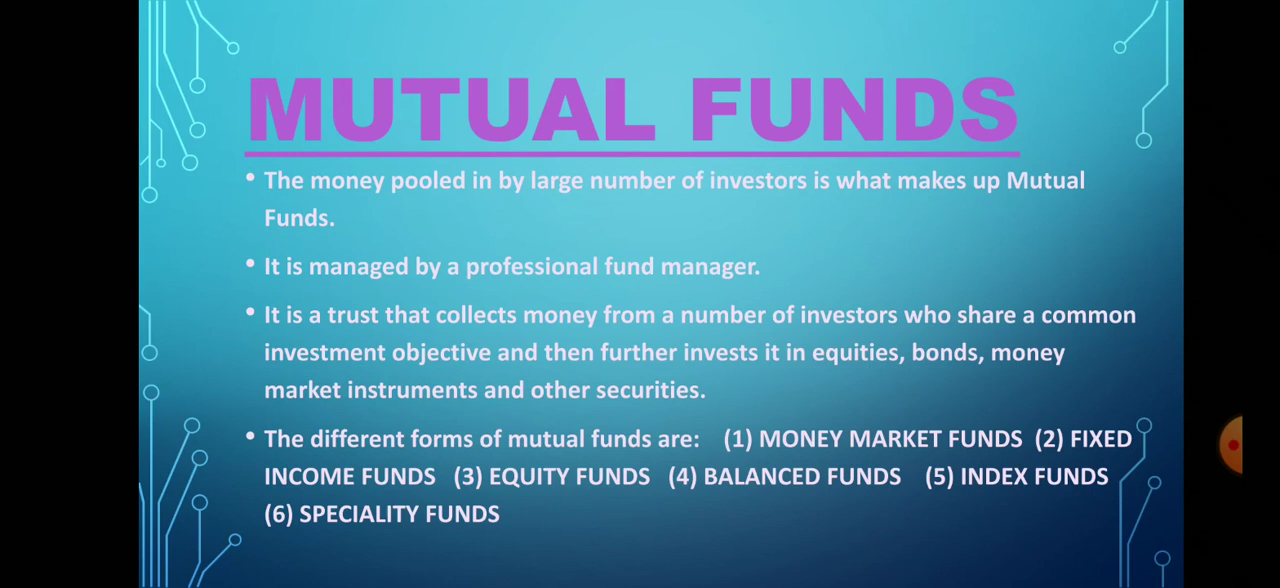 MUTUAL FUNDS
• The money pooled in by large number of investors is what makes up Mutual
Funds.
• It is managed by a professional fund manager.
• It is a trust that collects money from a number of investors who share a common
investment objective and then further invests it in equities, bonds, money
market instruments and other securities.
• The different forms of mutual funds are: (1) MONEY MARKET FUNDS (2) FIXED
INCOME FUNDS (3) EQUITY FUNDS (4) BALANCED FUNDS (5) INDEX FUNDS
(6) SPECIALITY FUNDS